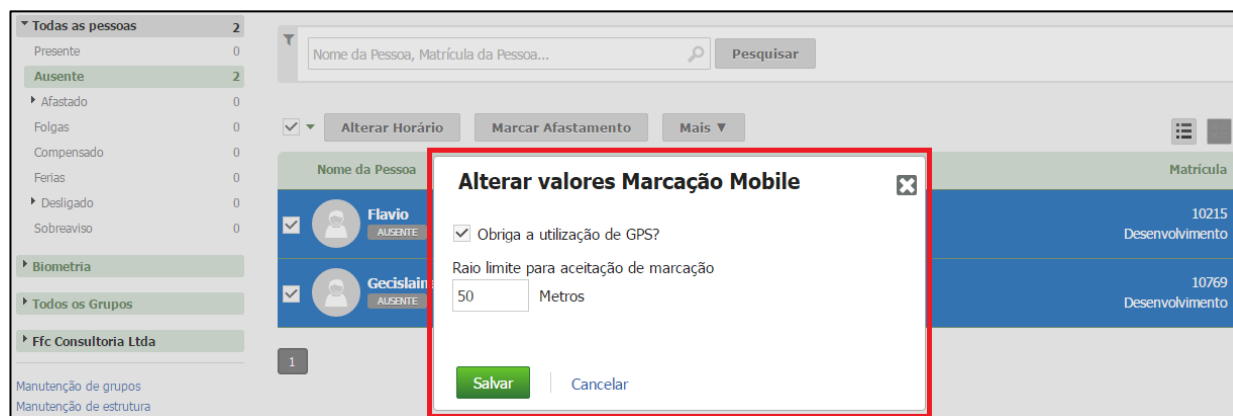 Todas as pessoas 2
Presente 0
Ausente 2
Afastado 0
Folgas 0
Compensado 0
Ferias 0
Desligado 0
Sobreaviso 0
Biometria
Todos os Grupos
Ffc Consultoria Ltda
Manutenção de grupos
Manutenção de estrutura
Nome da Pessoa, Matrícula da Pessoa...
Pesquisar
Alterar Horário Marcar Afastamento Mais ▼
Nome da Pessoa Matrícula
Flavio 10215
AUSENTE Desenvolvimento
Gecislain 10769
AUSENTE Desenvolvimento
1
Alterar valores Marcação Mobile
Obriga a utilização de GPS?
Raio limite para aceitação de marcação
50 Metros
Salvar Cancelar